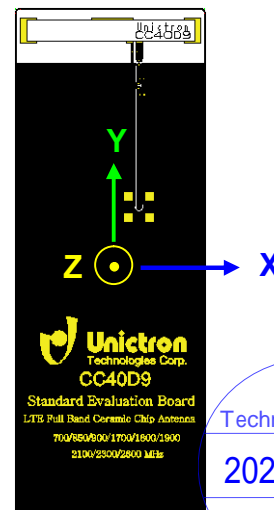 Unictron
CC40D9
Y
Z
X
Unictron
Technologies Corp.
CC40D9
Standard Evaluation Board
LTE Full Band Ceramic Chip Antenna
700/850/900/1700/1800/1900
2100/2300/2600 MHz
Techn
202